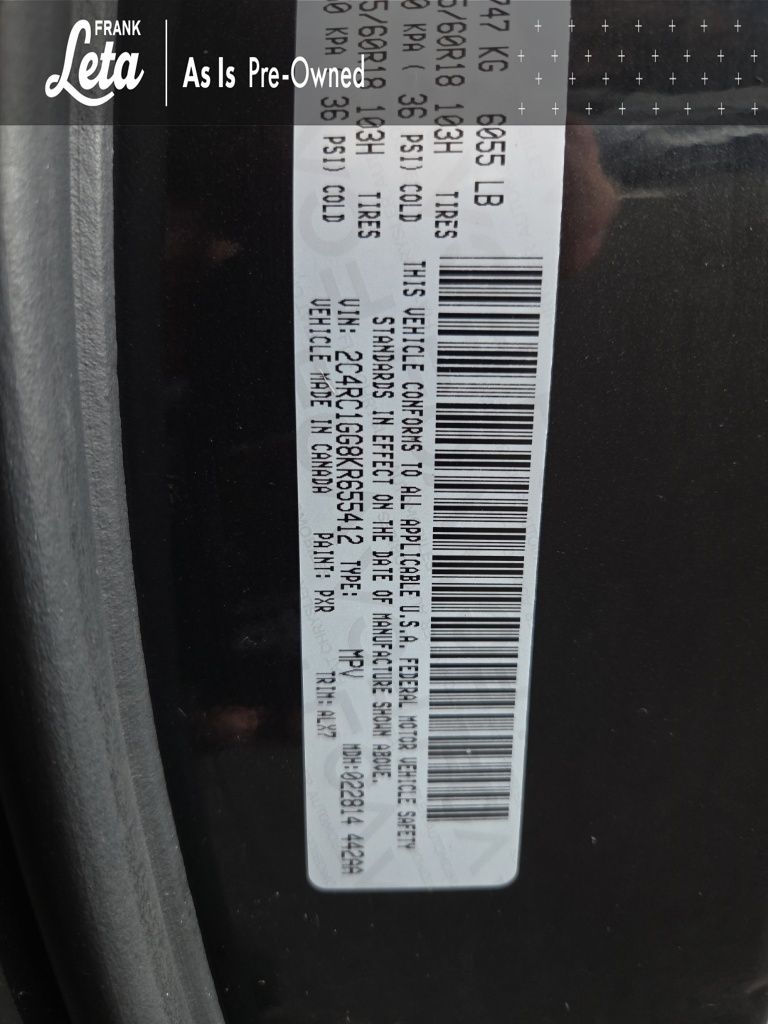 FRANK
Leta
As Is Pre-Owned
747 KG 6055 LB
5/60R18 103H TIRES
0 KPA ( 36 PSI) COLD
5/60R18 103H TIRES
00 KPA ( 36 PSI) COLD
THIS VEHICLE CONFORMS TO ALL APPLICABLE U.S.A. FEDERAL MOTOR VEHICLE SAFETY
STANDARDS IN EFFECT ON THE DATE OF MANUFACTURE SHOWN ABOVE.
VIN: 2C4RC1GG8KR655412 TYPE: MPV MDH:022814 442AA
VEHICLE MADE IN CANADA PAINT: PXR TRIM: ALX7